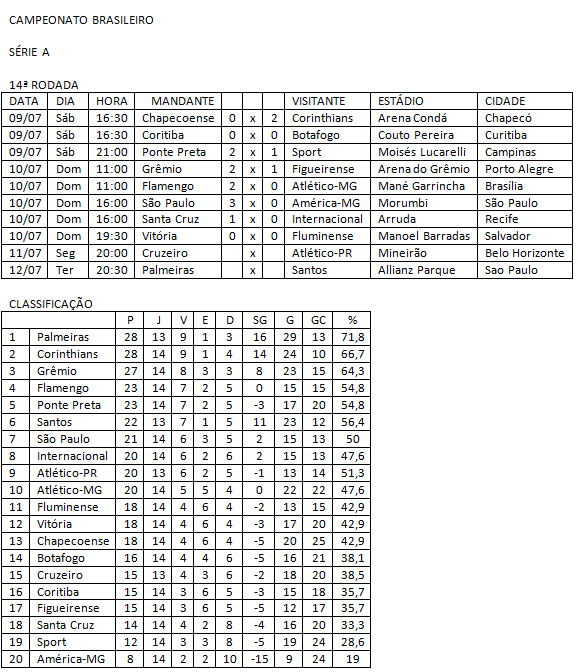 CAMPEONATO BRASILEIRO
SÉRIE A
14ª RODADA
DATA DIA HORA MANDANTE VISITANTE ESTÁDIO CIDADE
09/07 Sáb 16:30 Chapecoense 0 x 2 Corinthians Arena Condá Chapecó
09/07 Sáb 16:30 Coritiba 0 x 0 Botafogo Couto Pereira Curitiba
09/07 Sáb 21:00 Ponte Preta 2 x 1 Sport Moisés Lucarelli Campinas
10/07 Dom 11:00 Grêmio 2 x 1 Figueirense Arena do Grêmio Porto Alegre
10/07 Dom 11:00 Flamengo 2 x 0 Atlético-MG Mané Garrincha Brasília
10/07 Dom 16:00 São Paulo 3 x 0 América-MG Morumbi São Paulo
10/07 Dom 16:00 Santa Cruz 1 x 0 Internacional Arruda Recife
10/07 Dom 19:30 Vitória 0 x 0 Fluminense Manoel Barradas Salvador
11/07 Seg 20:00 Cruzeiro x Atlético-PR Mineirão Belo Horizonte
12/07 Ter 20:30 Palmeiras x Santos Allianz Parque Sao Paulo
CLASSIFICAÇÃO
P J V E D SG G GC %
1 Palmeiras 28 13 9 1 3 16 29 13 71,8
2 Corinthians 28 14 9 1 4 14 24 10 66,7
3 Grêmio 27 14 8 3 3 8 23 15 64,3
4 Flamengo 23 14 7 2 5 0 15 15 54,8
5 Ponte Preta 23 14 7 2 5 -3 17 20 54,8
6 Santos 22 13 7 1 5 11 23 12 56,4
7 São Paulo 21 14 6 3 5 2 15 13 50
8 Internacional 20 14 6 2 6 2 15 13 47,6
9 Atlético-PR 20 13 6 2 5 -1 13 14 51,3
10 Atlético-MG 20 14 5 5 4 0 22 22 47,6
11 Fluminense 18 14 4 6 4 -2 13 15 42,9
12 Vitória 18 14 4 6 4 -3 17 20 42,9
13 Chapecoense 18 14 4 6 4 -5 20 25 42,9
14 Botafogo 16 14 4 4 6 -5 16 21 38,1
15 Cruzeiro 15 13 4 3 6 -2 18 20 38,5
16 Coritiba 15 14 3 6 5 -3 15 18 35,7
17 Figueirense 15 14 3 6 5 -5 12 17 35,7
18 Santa Cruz 14 14 4 2 8 -4 16 20 33,3
19 Sport 12 14 3 3 8 -5 19 24 28,6
20 América-MG 8 14 2 2 10 -15 9 24 19